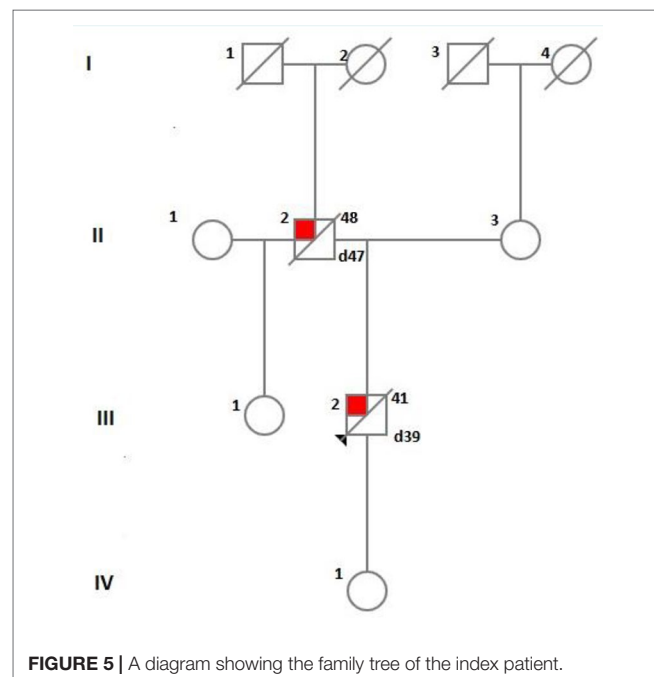 I 1 2 3 4
II 1 2 48 3
d47
III 1 2 41
d39
IV 1
FIGURE 5 | A diagram showing the family tree of the index patient.